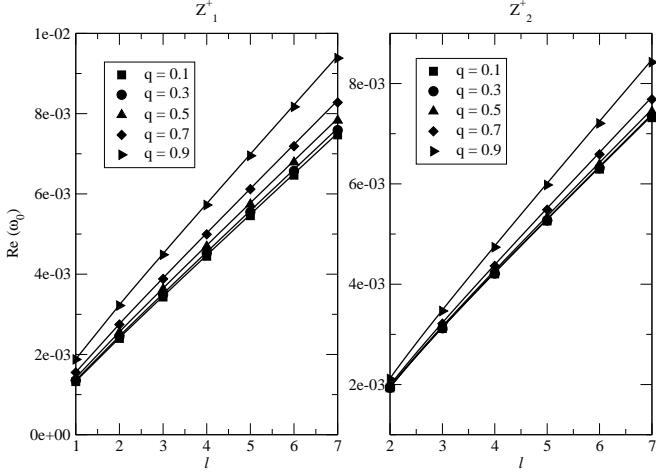 Z⁺₁
Re (ω₀)
1e-02
8e-03
6e-03
4e-03
2e-03
0e+00
q = 0.1
q = 0.3
q = 0.5
q = 0.7
q = 0.9
1 2 3 4 5 6 7
l
Z⁺₂
8e-03
6e-03
4e-03
2e-03
q = 0.1
q = 0.3
q = 0.5
q = 0.7
q = 0.9
2 3 4 5 6 7
l